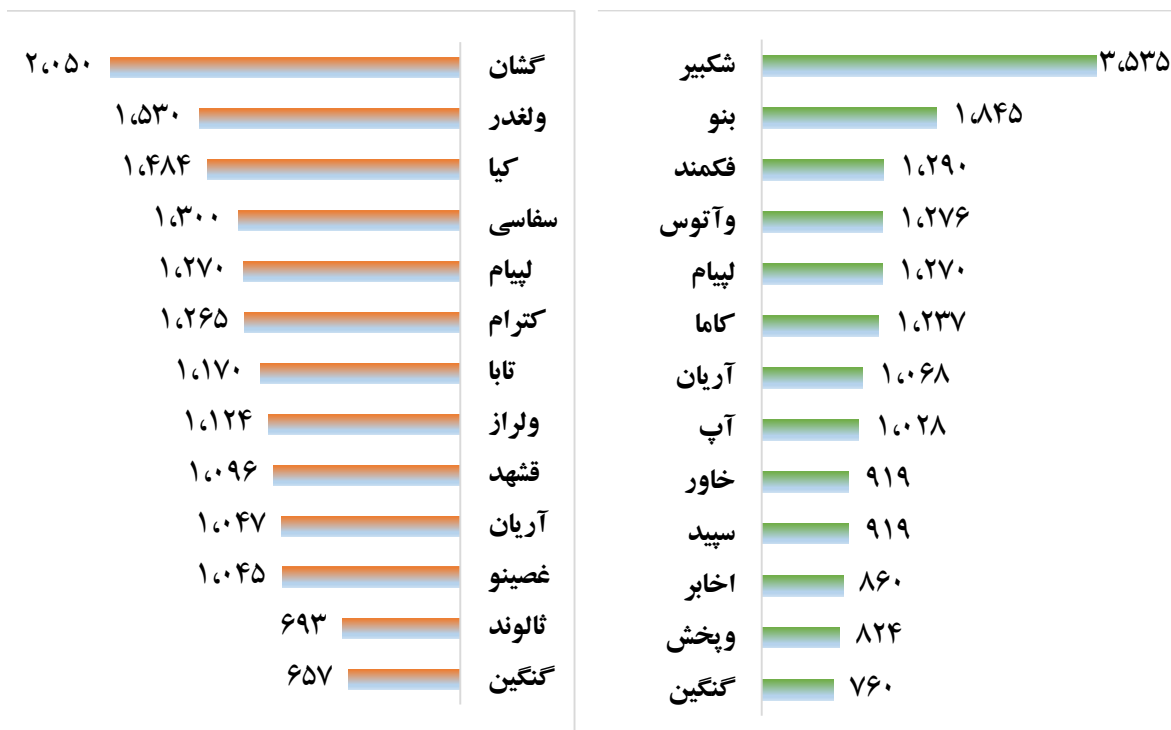 شکبیر ۳،۵۳۵
بنو ۱،۸۴۵
فکمند ۱،۲۹۰
وآتوس ۱،۲۷۶
لپیام ۱،۲۷۰
کاما ۱،۲۳۷
آریان ۱،۰۶۸
آپ ۱،۰۲۸
خاور ۹۱۹
سپید ۹۱۹
اخابر ۸۶۰
وپخش ۸۲۴
گنگین ۷۶۰
گشان ۲،۰۵۰
ولغدر ۱،۵۳۰
کیا ۱،۴۸۴
سفاسی ۱،۳۰۰
لپیام ۱،۲۷۰
کترام ۱،۲۶۵
تابا ۱،۱۷۰
ولراز ۱،۱۲۴
قشهد ۱،۰۹۶
آریان ۱،۰۴۷
غصینو ۱،۰۴۵
ثالوند ۶۹۳
گنگین ۶۵۷